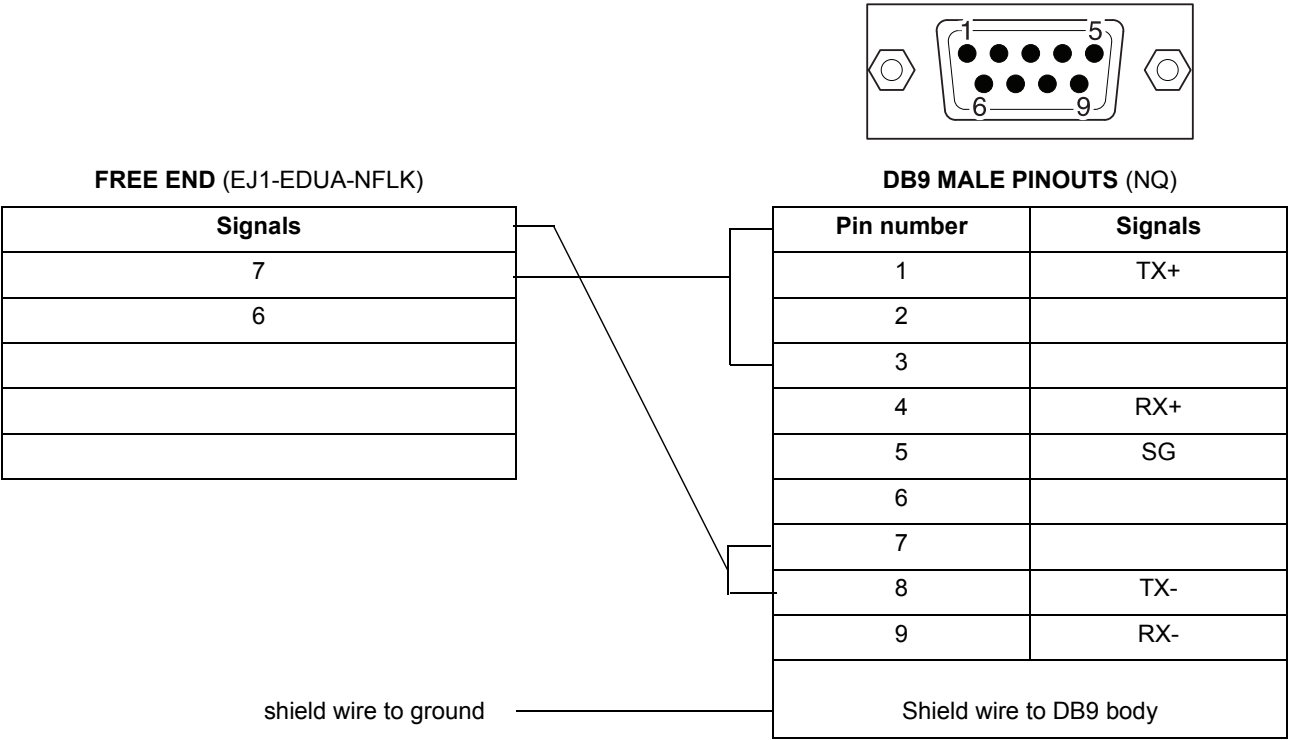 1 5
6 9
FREE END (EJ1-EDUA-NFLK)
DB9 MALE PINOUTS (NQ)
Signals
7
6
Pin number Signals
1 TX+
2
3
4 RX+
5 SG
6
7
8 TX-
9 RX-
shield wire to ground
Shield wire to DB9 body